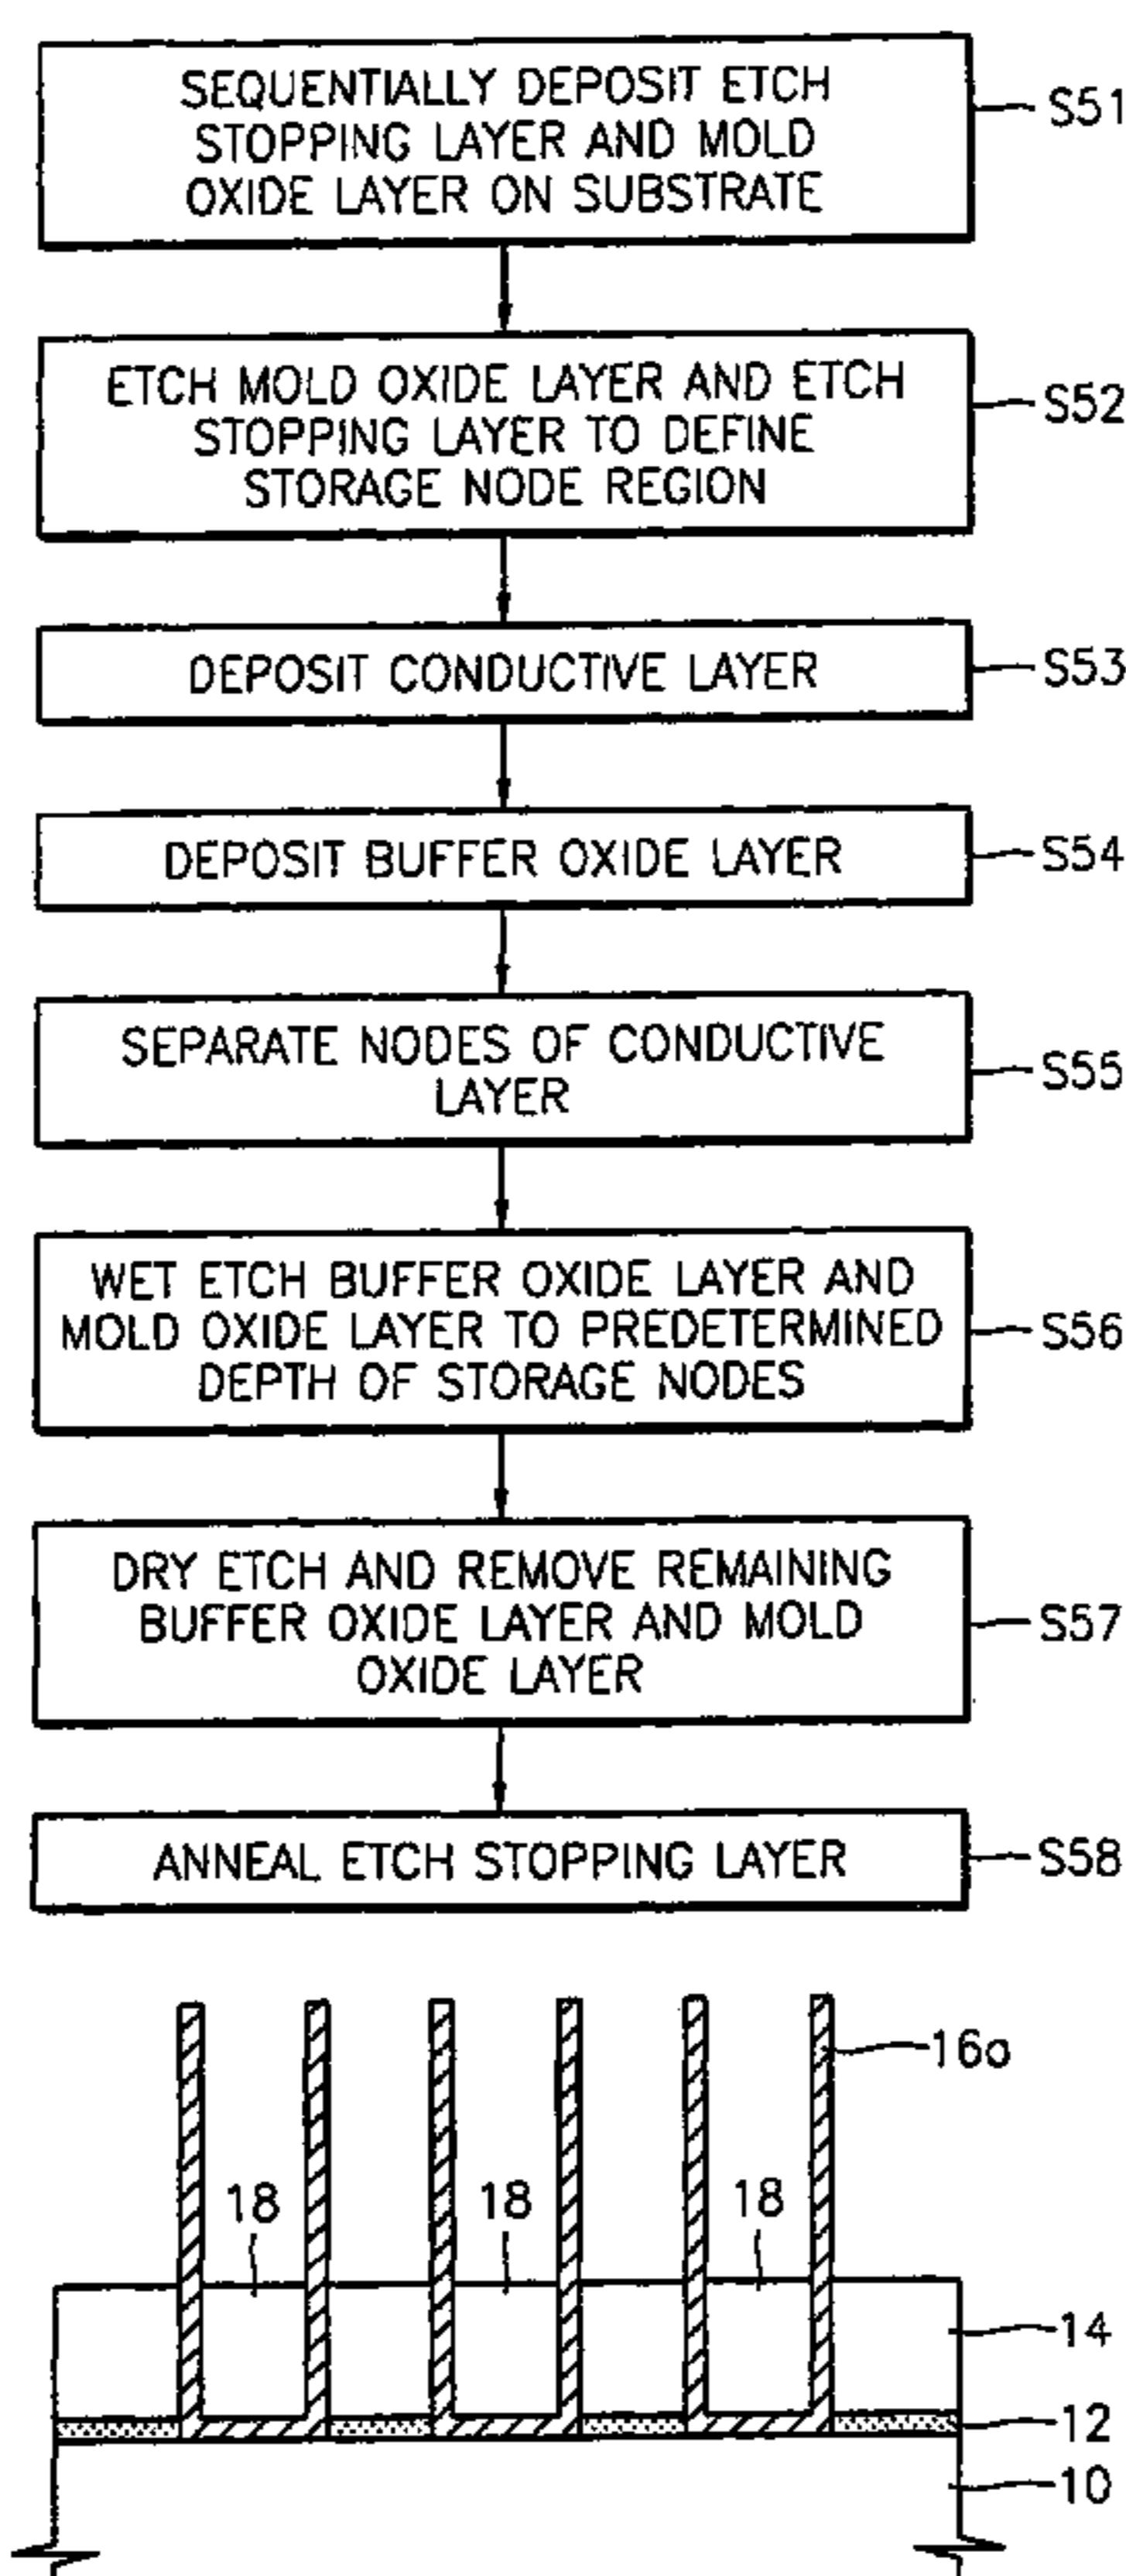 SEQUENTIALLY DEPOSIT ETCH
STOPPING LAYER AND MOLD
OXIDE LAYER ON SUBSTRATE
S51
ETCH MOLD OXIDE LAYER AND ETCH
STOPPING LAYER TO DEFINE
STORAGE NODE REGION
S52
DEPOSIT CONDUCTIVE LAYER
S53
DEPOSIT BUFFER OXIDE LAYER
S54
SEPARATE NODES OF CONDUCTIVE
LAYER
S55
WET ETCH BUFFER OXIDE LAYER AND
MOLD OXIDE LAYER TO PREDETERMINED
DEPTH OF STORAGE NODES
S56
DRY ETCH AND REMOVE REMAINING
BUFFER OXIDE LAYER AND MOLD
OXIDE LAYER
S57
ANNEAL ETCH STOPPING LAYER
S58
16a
18 18 18
14
12
10